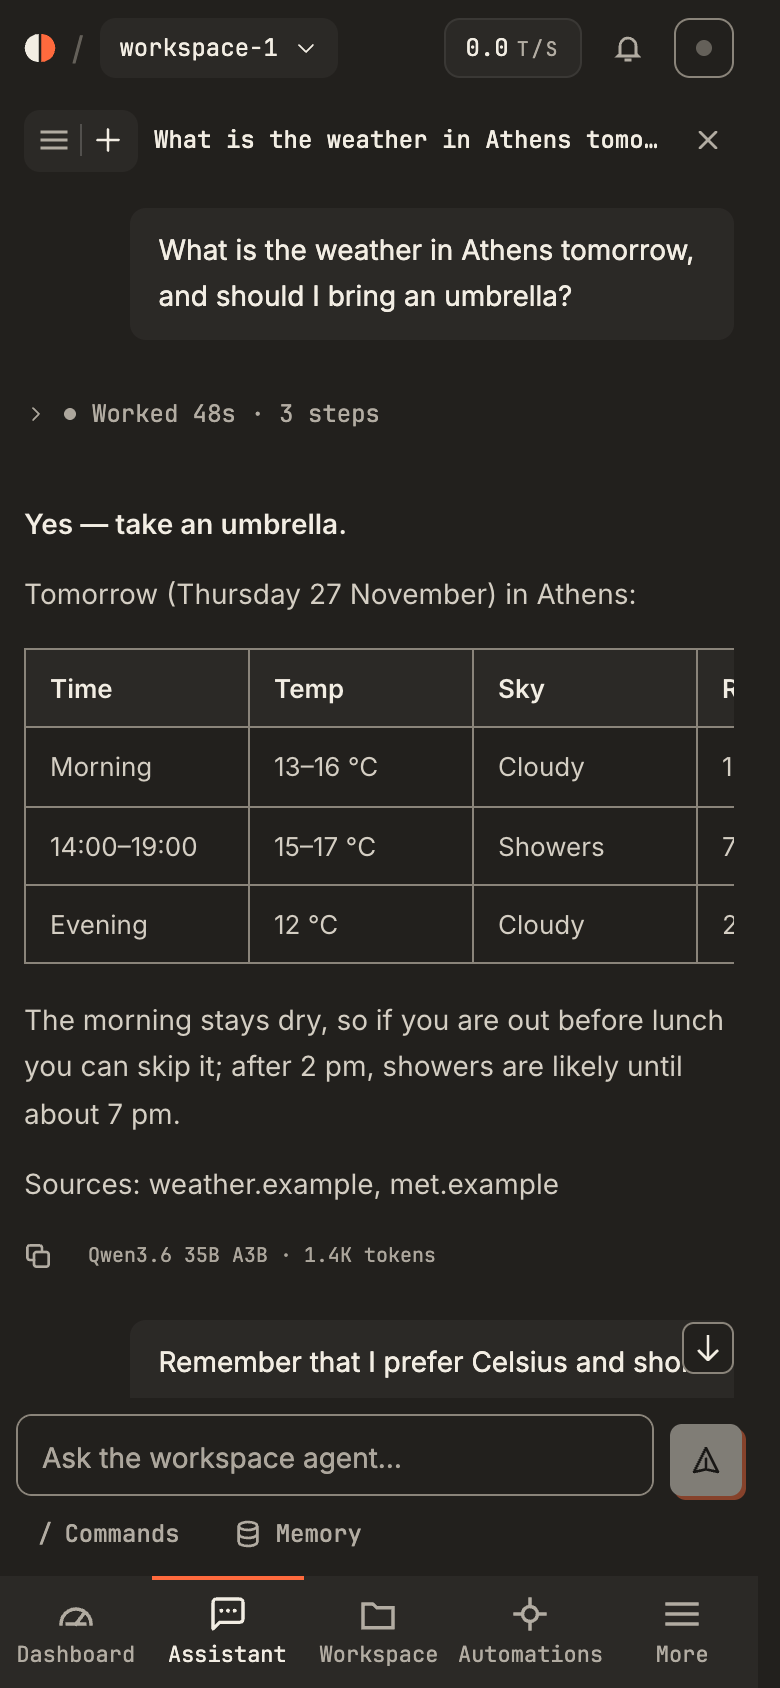 / workspace-1
0.0 T/S
What is the weather in Athens tomo…
What is the weather in Athens tomorrow,
and should I bring an umbrella?
Worked 48s · 3 steps
Yes — take an umbrella.
Tomorrow (Thursday 27 November) in Athens:
Time Temp Sky R
Morning 13–16 °C Cloudy 1
14:00–19:00 15–17 °C Showers 7
Evening 12 °C Cloudy 2
The morning stays dry, so if you are out before lunch
you can skip it; after 2 pm, showers are likely until
about 7 pm.
Sources: weather.example, met.example
Qwen3.6 35B A3B · 1.4K tokens
Remember that I prefer Celsius and
Ask the workspace agent...
/ Commands Memory
Dashboard Assistant Workspace Automations More